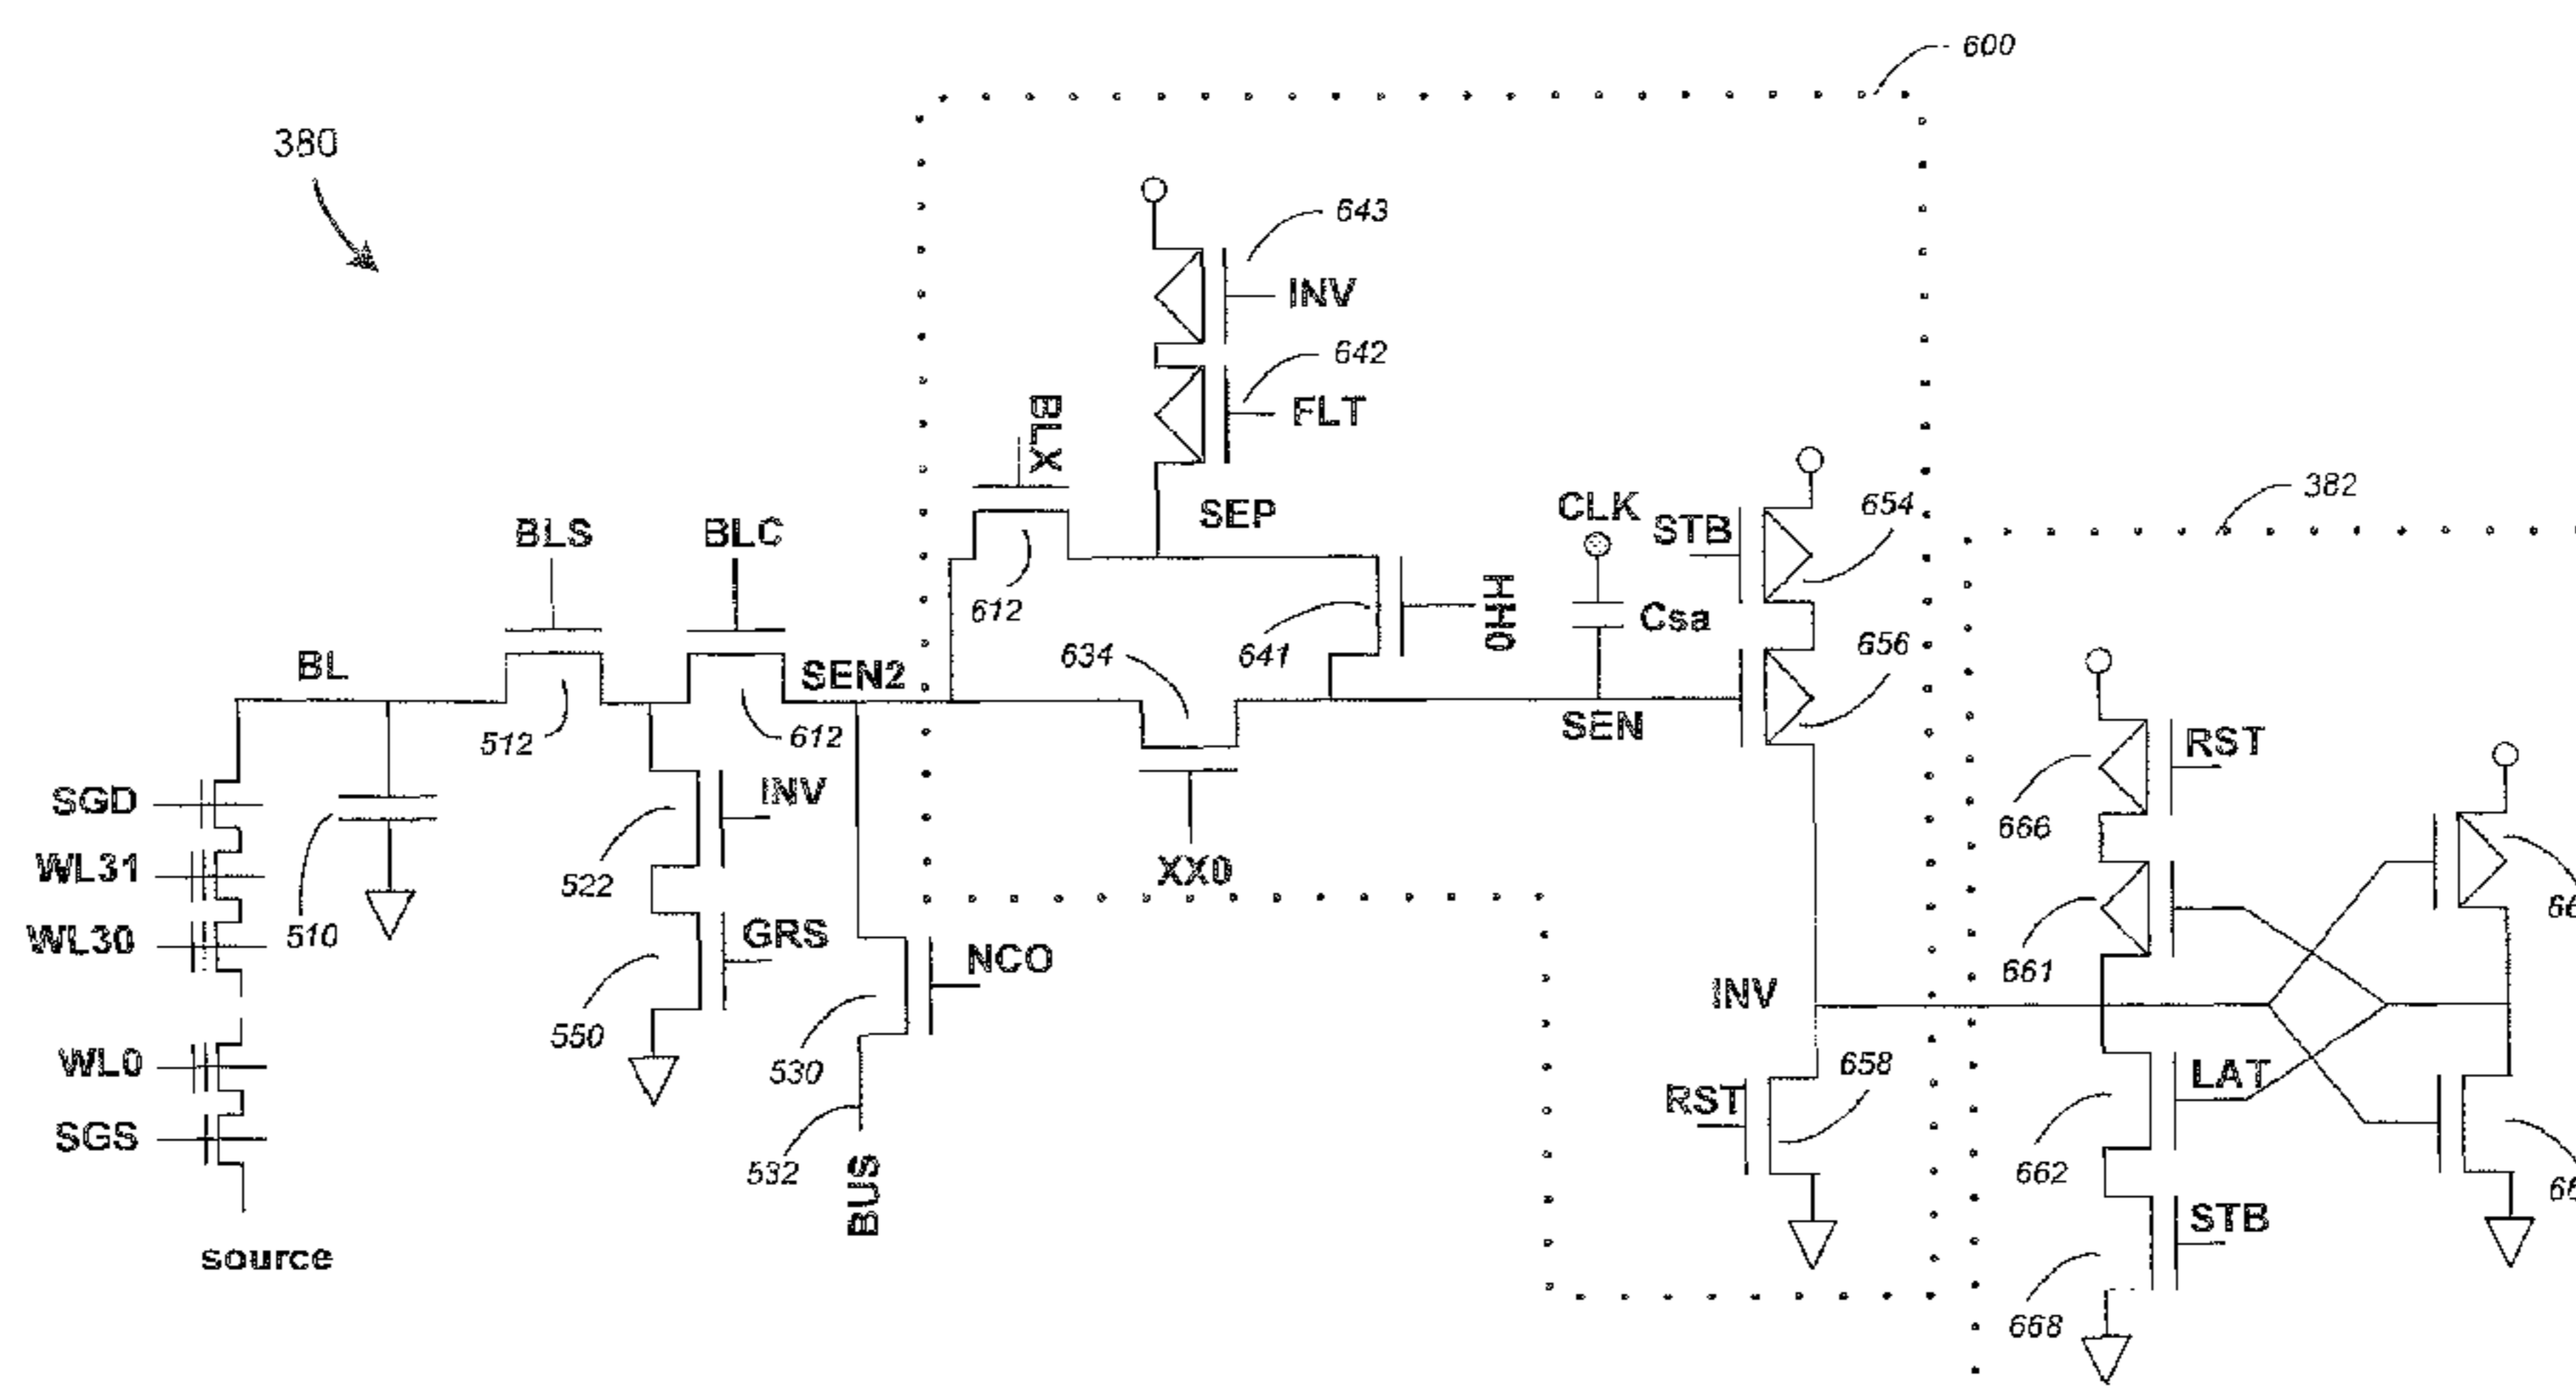 600
380
643
INV
642
FLT
BLX
SEP
CLK
STB
654
382
BLS
BLC
612
HH0
Csa
641
634
656
BL
SEN2
SEN
512
612
RST
666
SGD
INV
XX0
WL31
522
510
GRS
WL30
NCO
661
INV
550
530
WL0
658
RST
LAT
SGS
532
BUS
662
STB
source
668